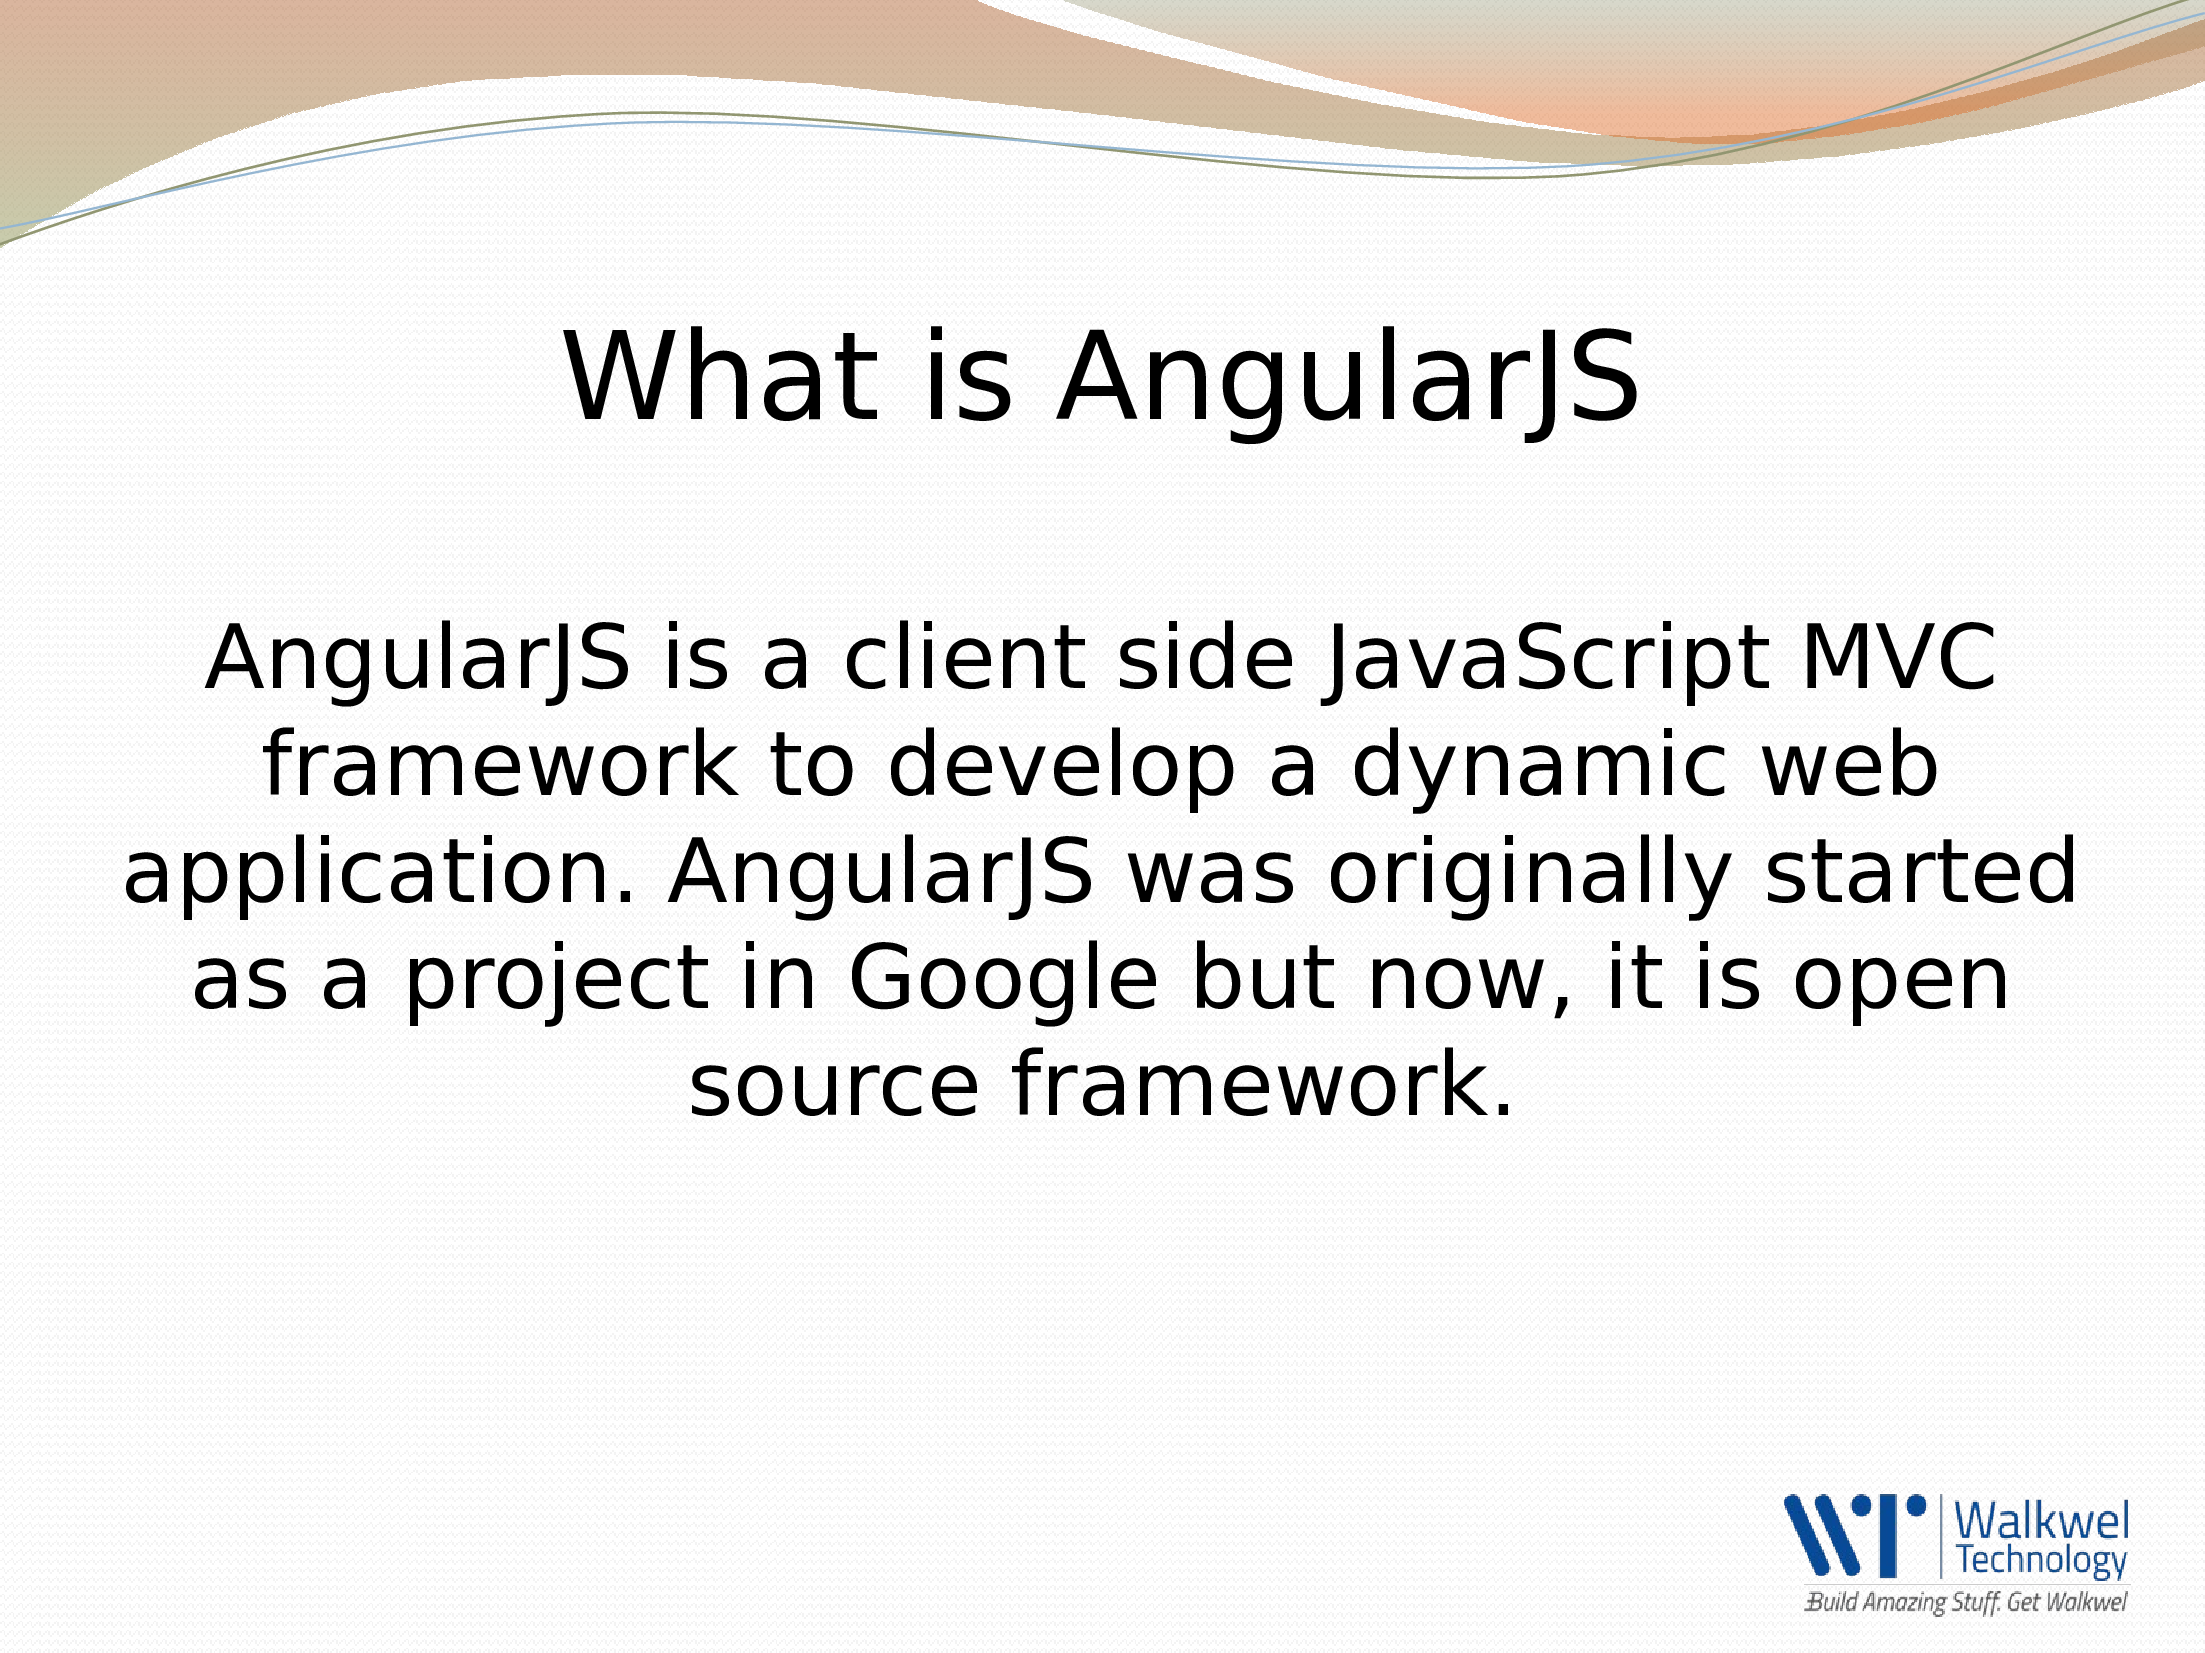 What is AngularJS
AngularJS is a client side JavaScript MVC
framework to develop a dynamic web
application. AngularJS was originally started
as a project in Google but now, it is open
source framework.
WT
Walkwel
Technology
Build Amazing Stuff. Get Walkwel